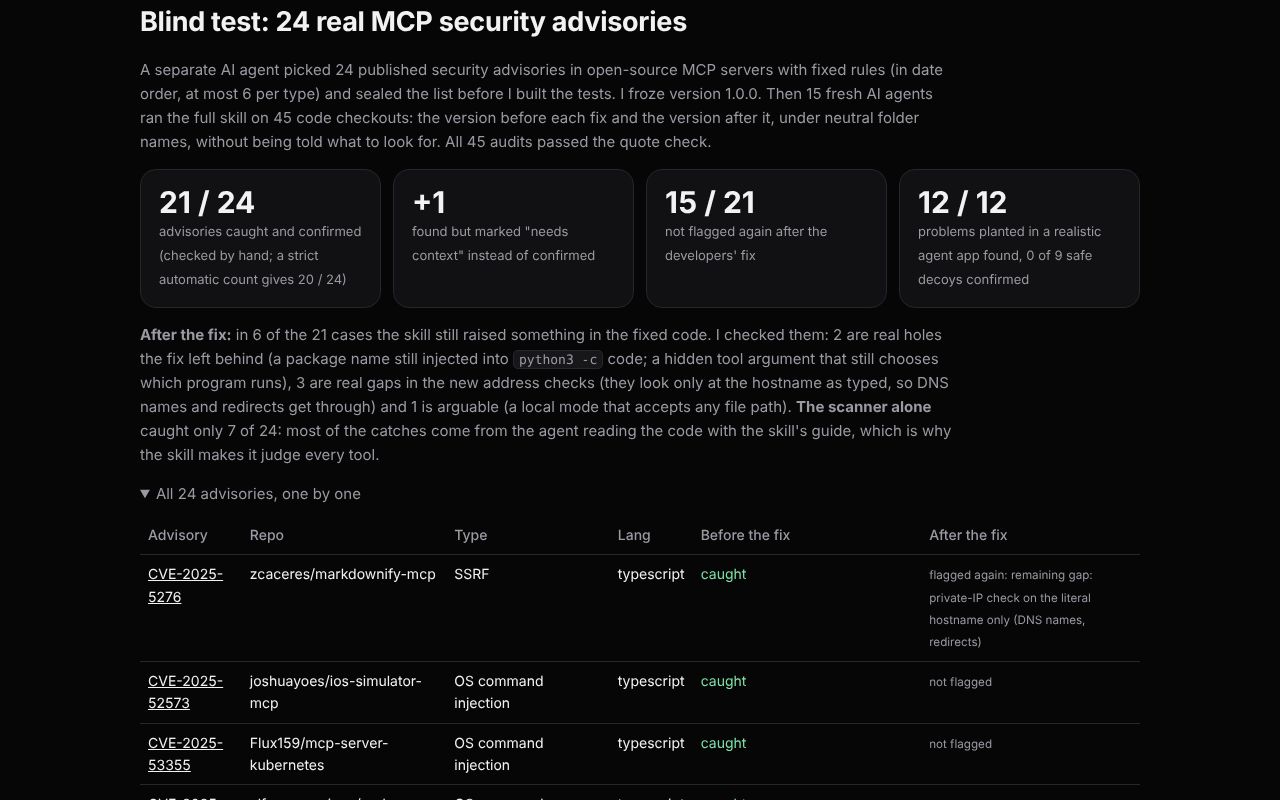 Blind test: 24 real MCP security advisories
A separate AI agent picked 24 published security advisories in open-source MCP servers with fixed rules (in date
order, at most 6 per type) and sealed the list before I built the tests. I froze version 1.0.0. Then 15 fresh AI agents
ran the full skill on 45 code checkouts: the version before each fix and the version after it, under neutral folder
names, without being told what to look for. All 45 audits passed the quote check.
21 / 24
advisories caught and confirmed
(checked by hand; a strict
automatic count gives 20 / 24)
+1
found but marked "needs
context" instead of confirmed
15 / 21
not flagged again after the
developers' fix
12 / 12
problems planted in a realistic
agent app found, 0 of 9 safe
decoys confirmed
After the fix: in 6 of the 21 cases the skill still raised something in the fixed code. I checked them: 2 are real holes
the fix left behind (a package name still injected into python3 -c code; a hidden tool argument that still chooses
which program runs), 3 are real gaps in the new address checks (they look only at the hostname as typed, so DNS
names and redirects get through) and 1 is arguable (a local mode that accepts any file path). The scanner alone
caught only 7 of 24: most of the catches come from the agent reading the code with the skill's guide, which is why
the skill makes it judge every tool.
▼ All 24 advisories, one by one
Advisory Repo Type Lang Before the fix After the fix
CVE-2025-
5276
zcaceres/markdownify-mcp
SSRF
typescript
caught
flagged again: remaining gap:
private-IP check on the literal
hostname only (DNS names,
redirects)
CVE-2025-
52573
joshuayoes/ios-simulator-
mcp
OS command
injection
typescript
caught
not flagged
CVE-2025-
53355
Flux159/mcp-server-
kubernetes
OS command
injection
typescript
caught
not flagged